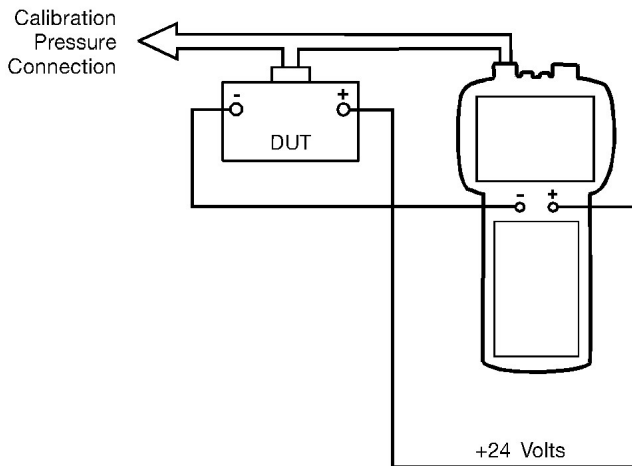 Calibration
Pressure
Connection
- +
DUT
- +
+24 Volts